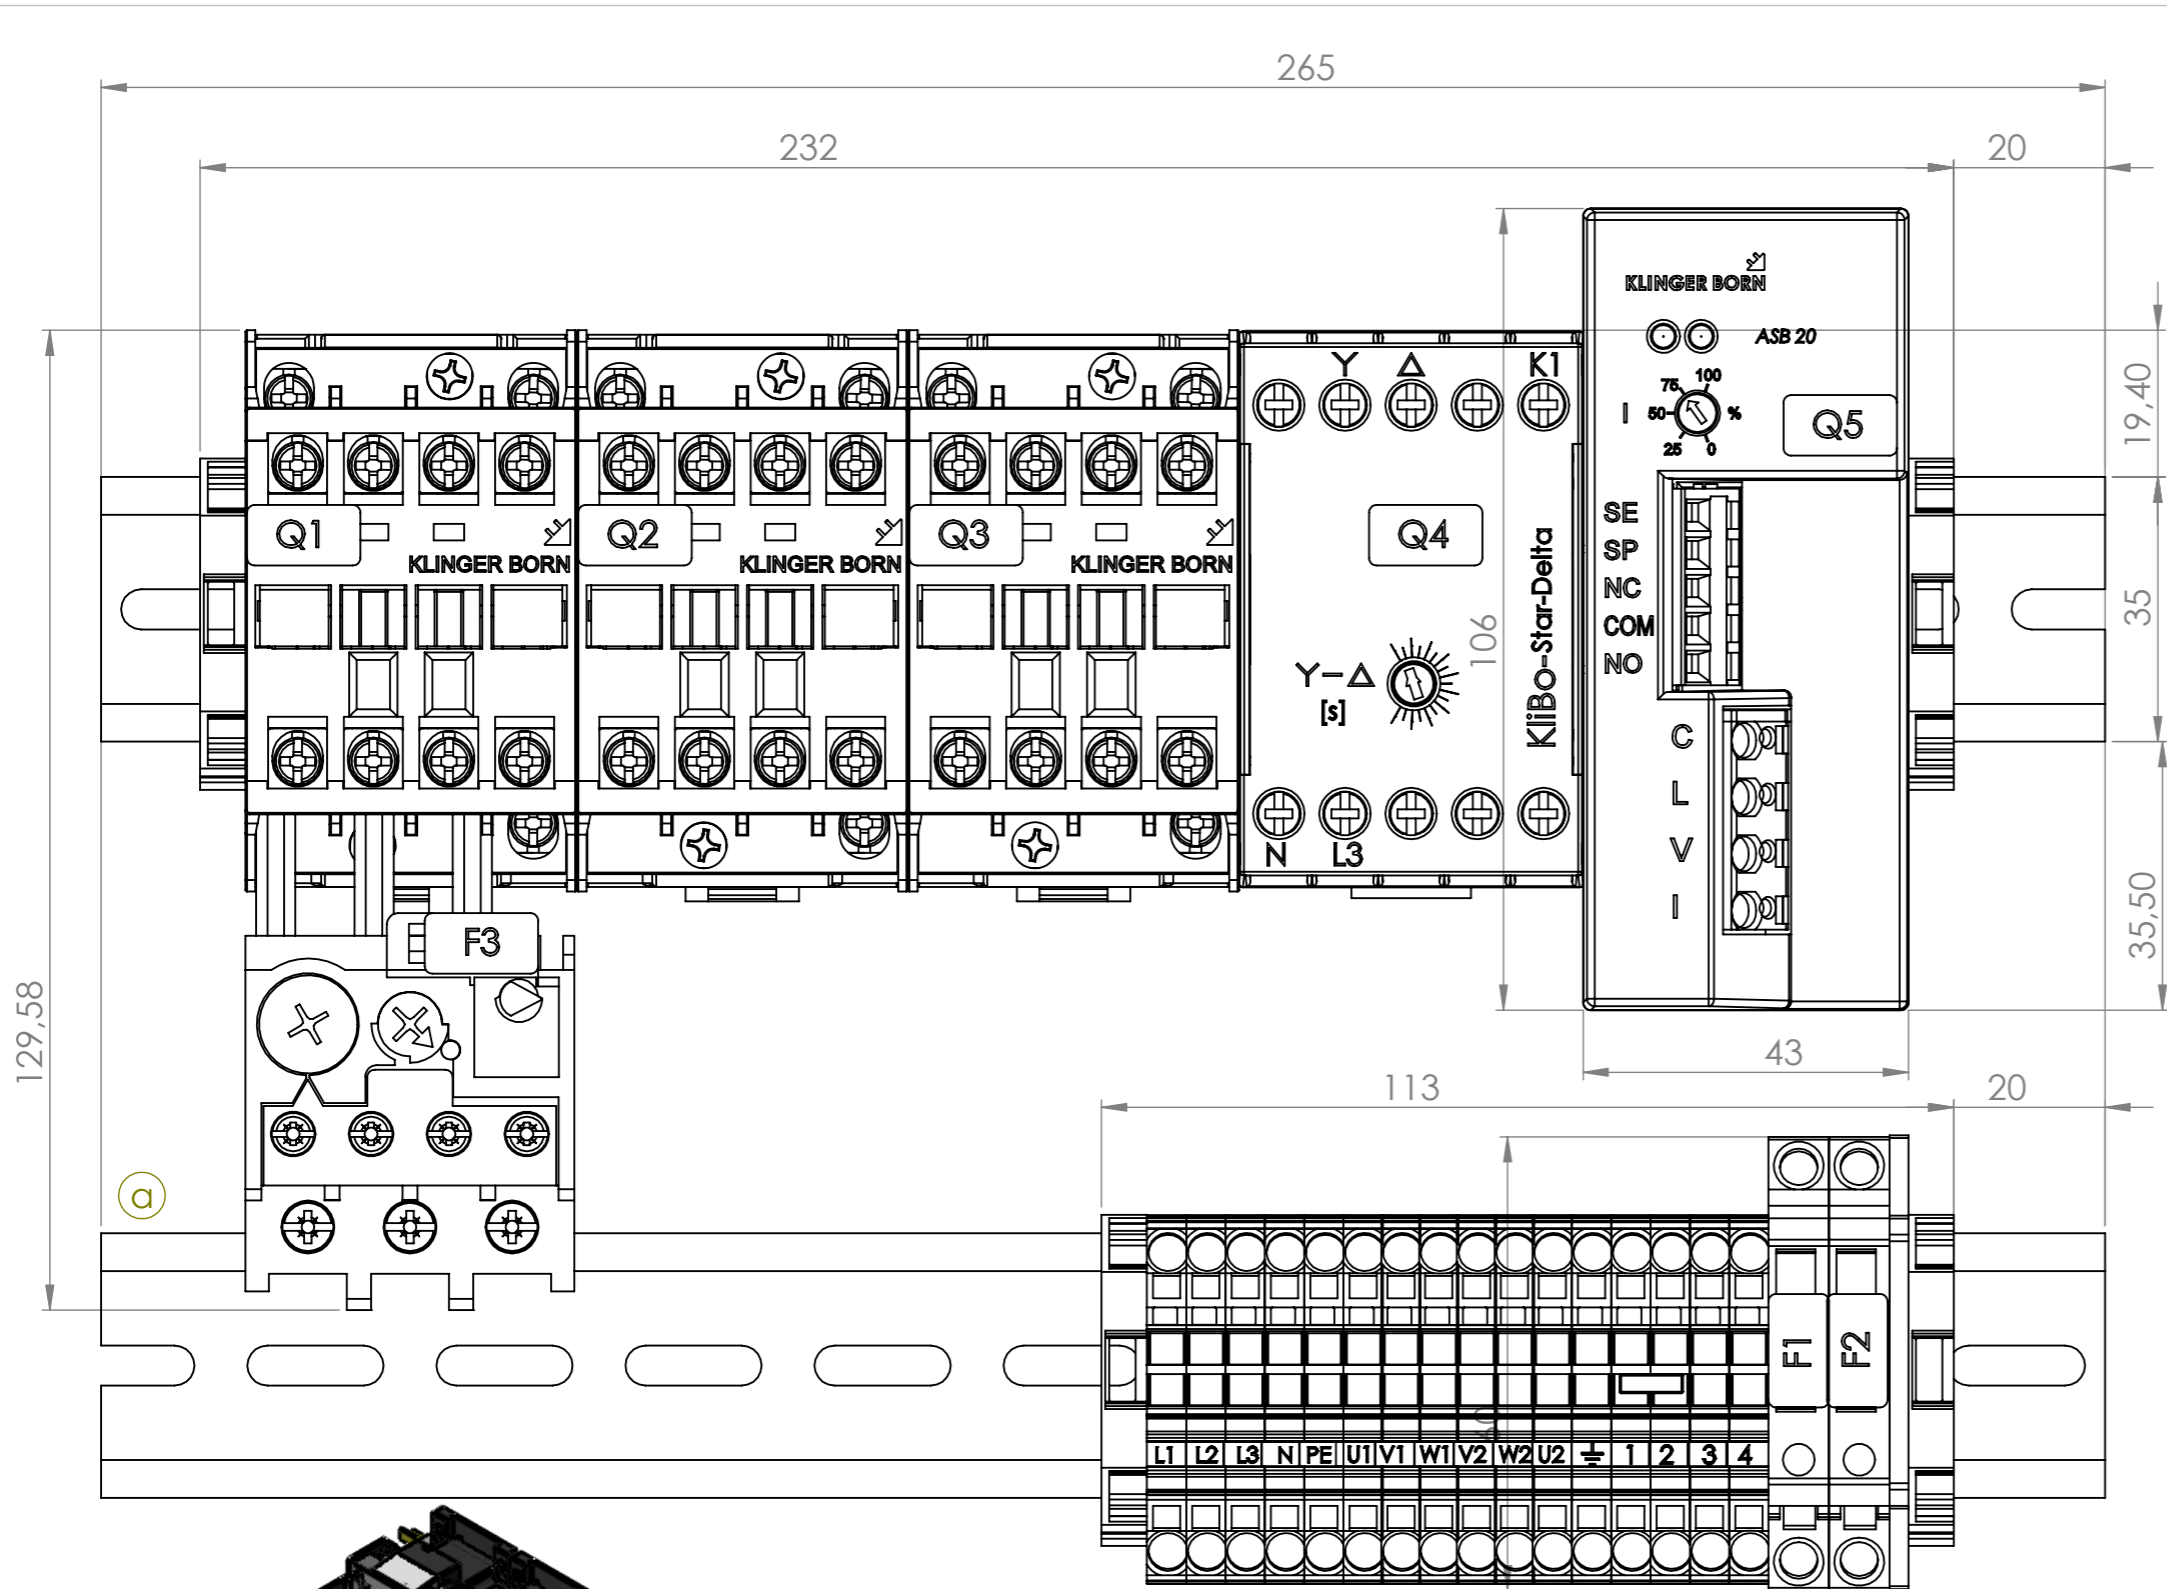 265
232
20
KLINGER BORN
ASB 20
Y △ K1
75 100
I 50 %
25 0
19,40
Q5
Q1
Q2
Q3
Q4
KLINGER BORN
KLINGER BORN
KLINGER BORN
SE
SP
NC
COM
NO
35
106
KliBo-Star-Delta
Y–△
[s]
C
L
V
I
N L3
35,50
F3
129,58
43
113
20
a
F1
F2
60
L1 L2 L3 N PE U1 V1 W1 V2 W2 U2 ⏚ 1 2 3 4